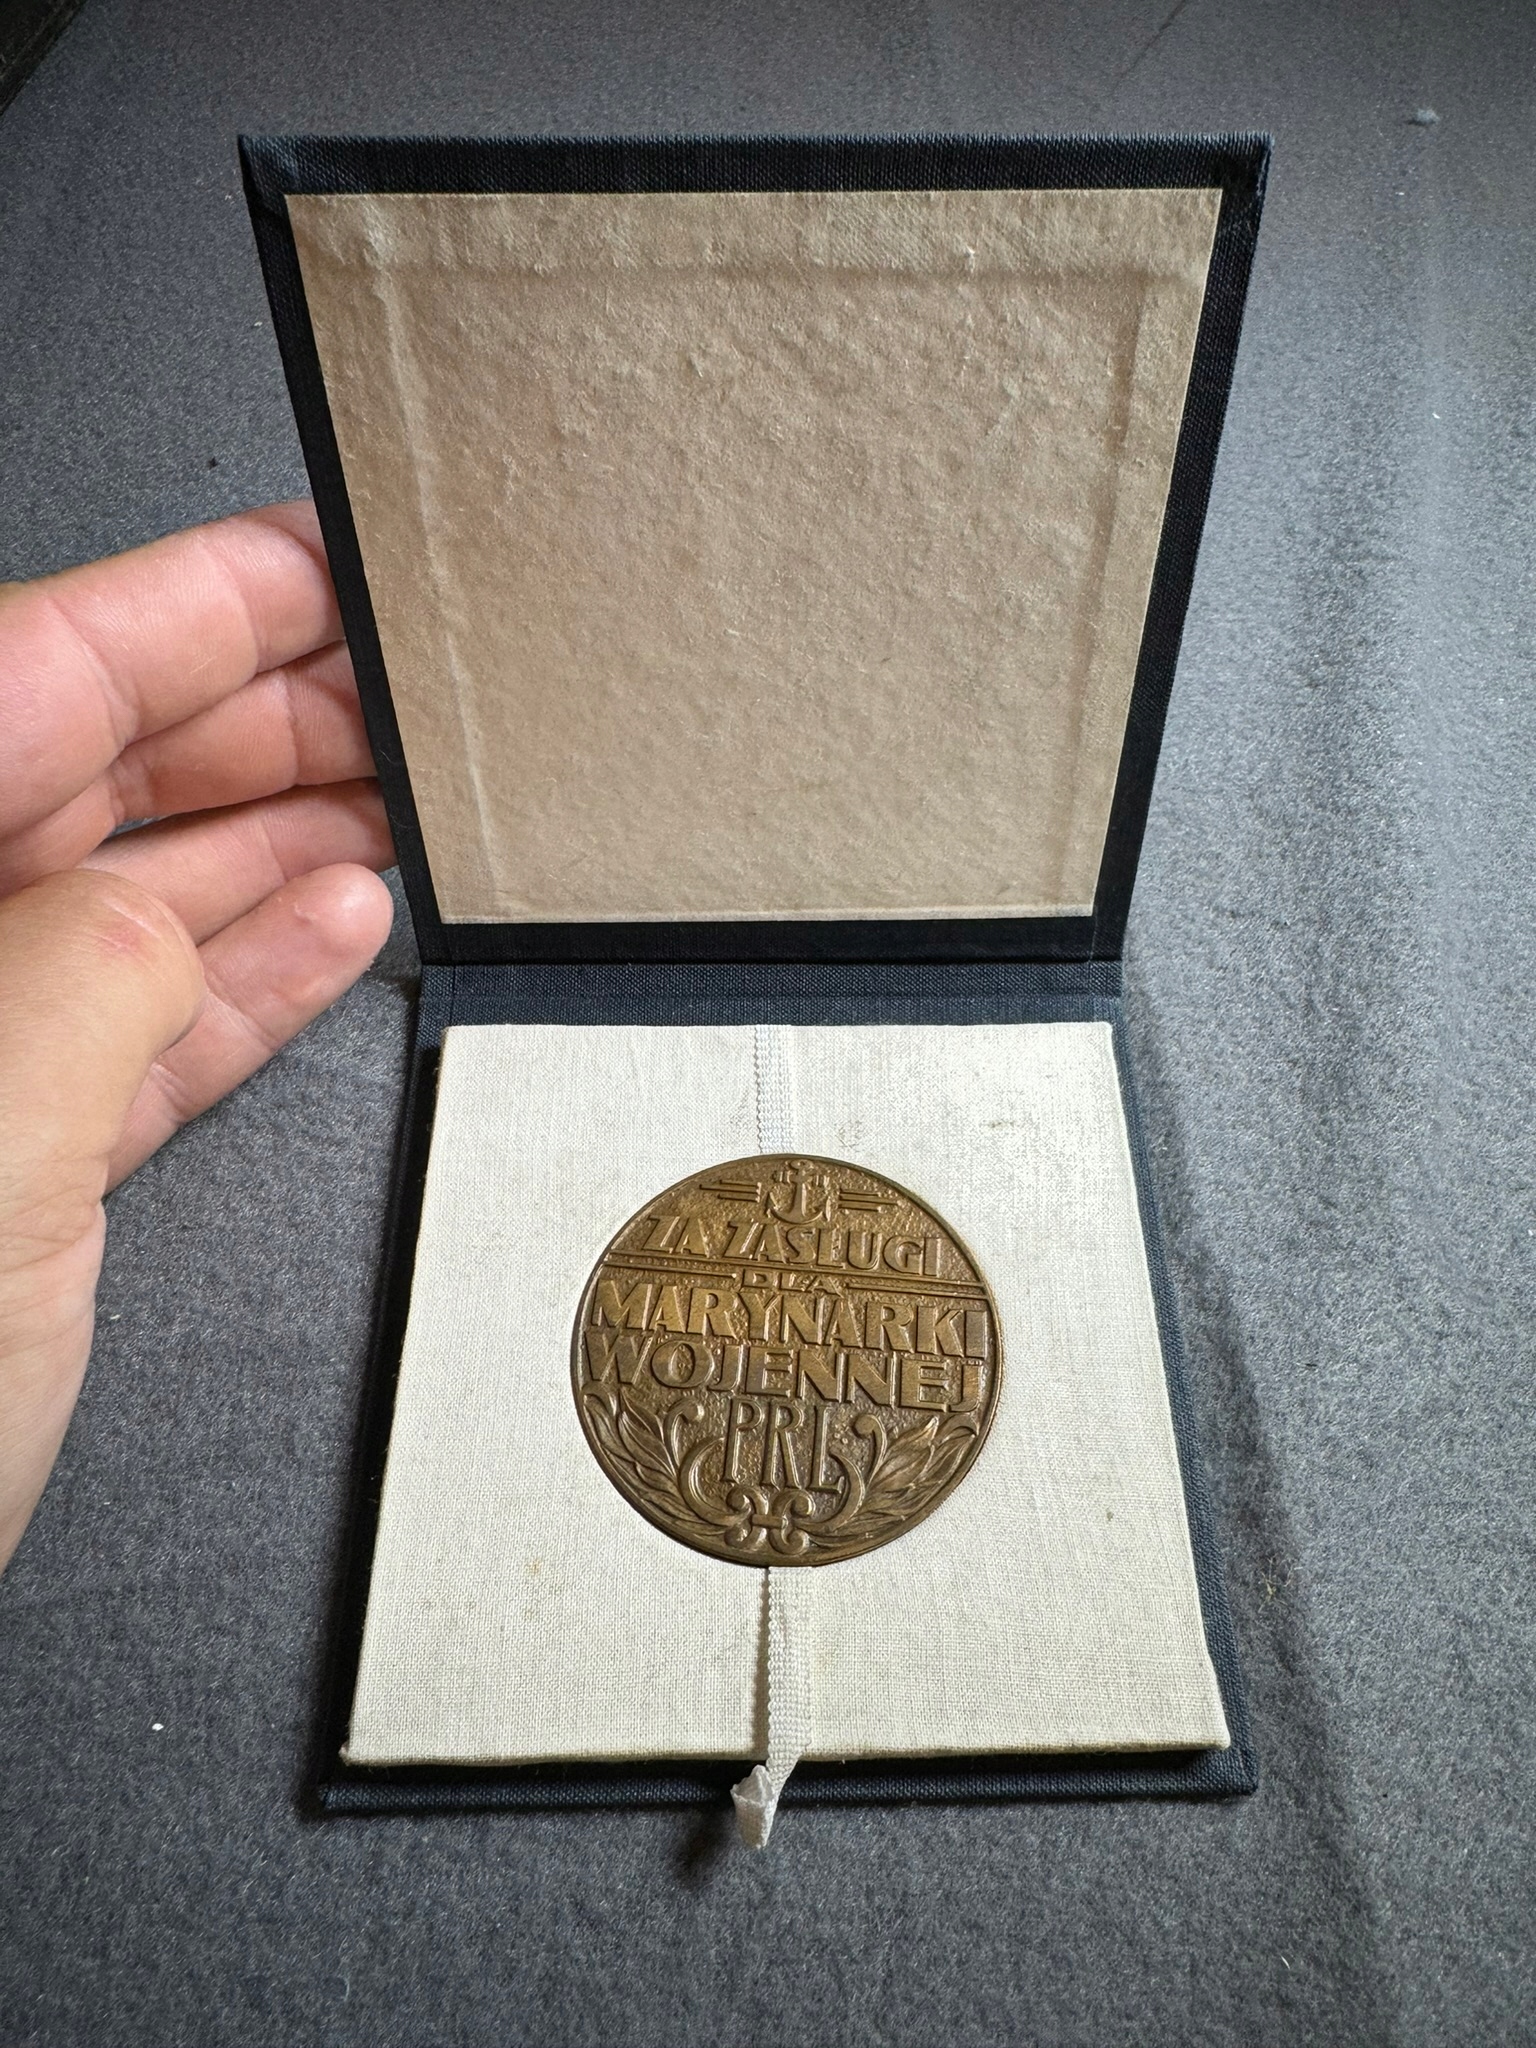 ZA ZASŁUGI
DLA
MARYNARKI
WOJENNEJ
PRL